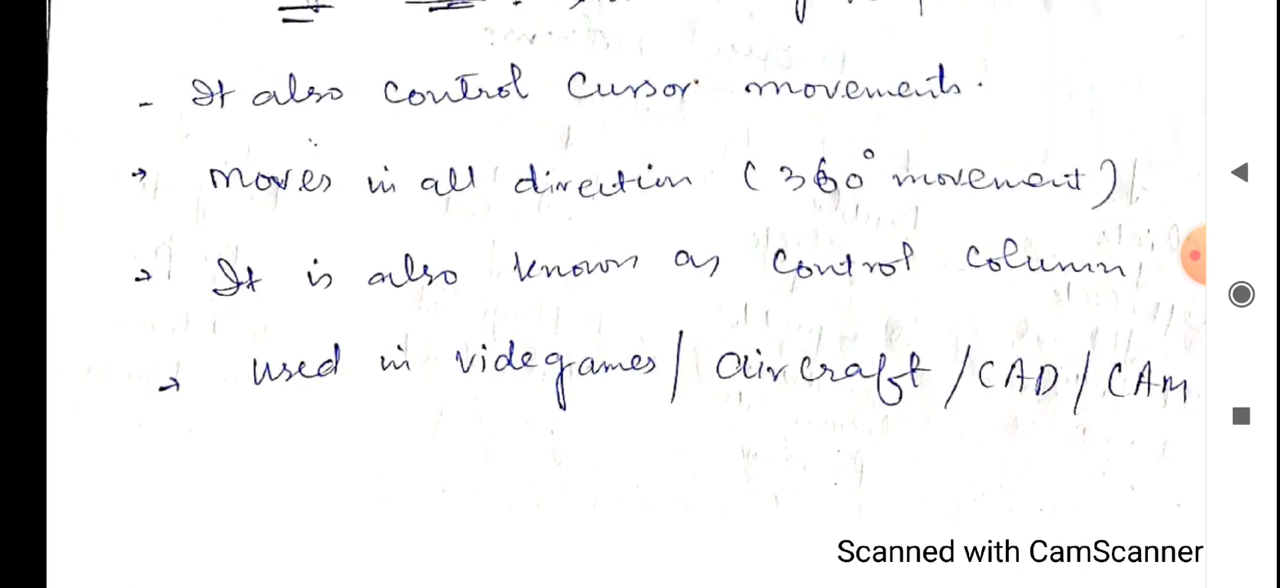 - It also control Cursor movements.
→ moves in all direction (360° movement)
→ It is also known as control column
→ used in videgames / aircraft / CAD / CAM
Scanned with CamScanner